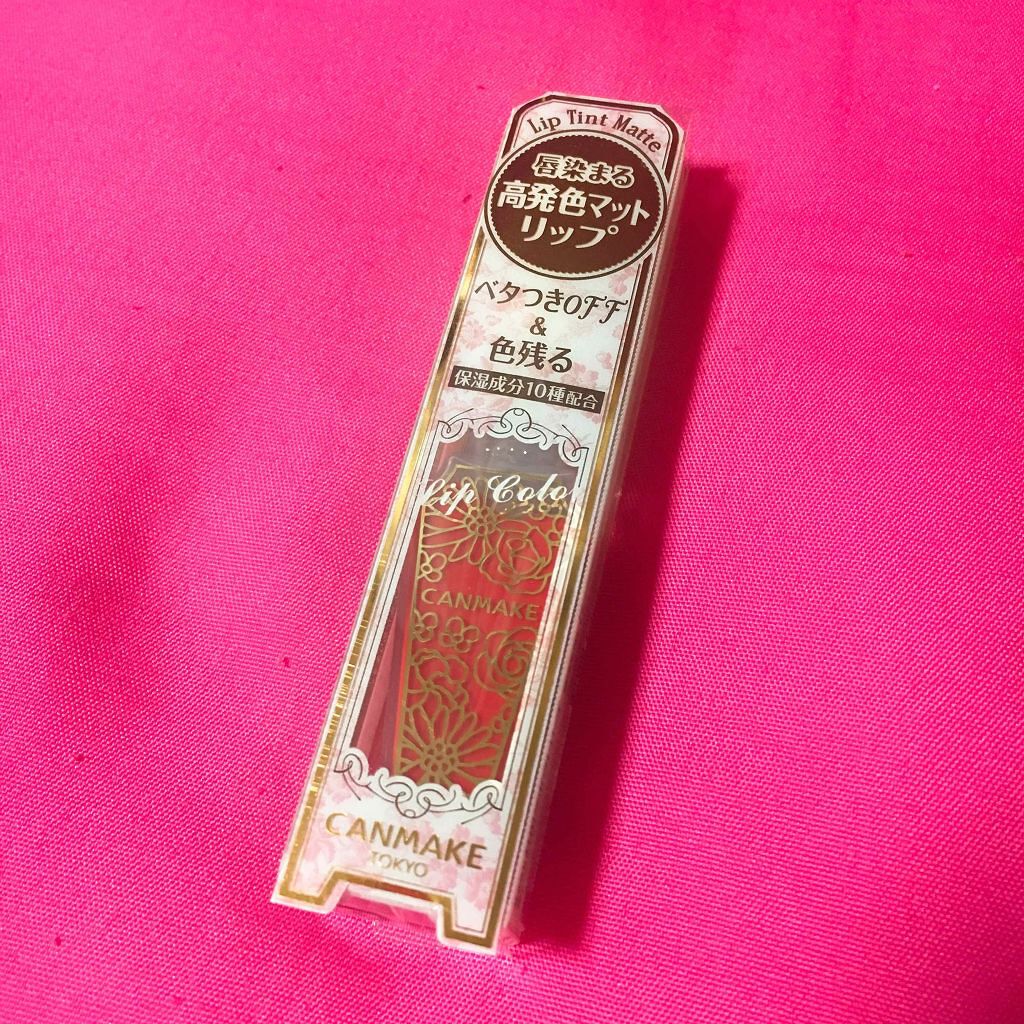 Lip Tint Matte
唇染まる
高発色マット
リップ
ベタつきOFF
&
色残る
保湿成分10種配合
Lip Color
CANMAKE
CANMAKE
TOKYO